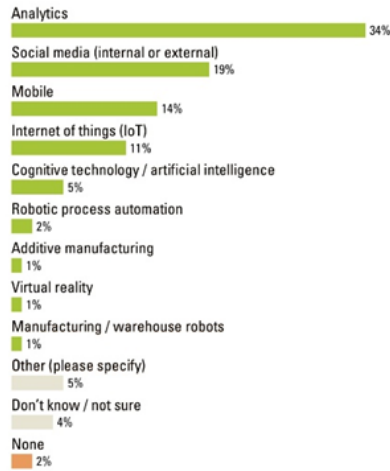 Analytics
34%
Social media (internal or external)
19%
Mobile
14%
Internet of things (IoT)
11%
Cognitive technology / artificial intelligence
5%
Robotic process automation
2%
Additive manufacturing
1%
Virtual reality
1%
Manufacturing / warehouse robots
1%
Other (please specify)
5%
Don't know / not sure
4%
None
2%